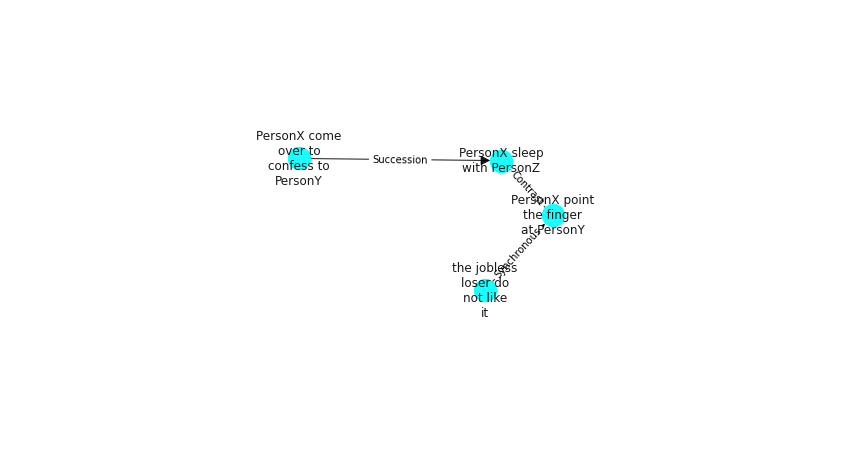 PersonX come
over to
confess to
PersonY
Succession
PersonX sleep
with PersonZ
Contrast
PersonX point
the finger
at PersonY
Synchronous
the jobless
loser do
not like
it